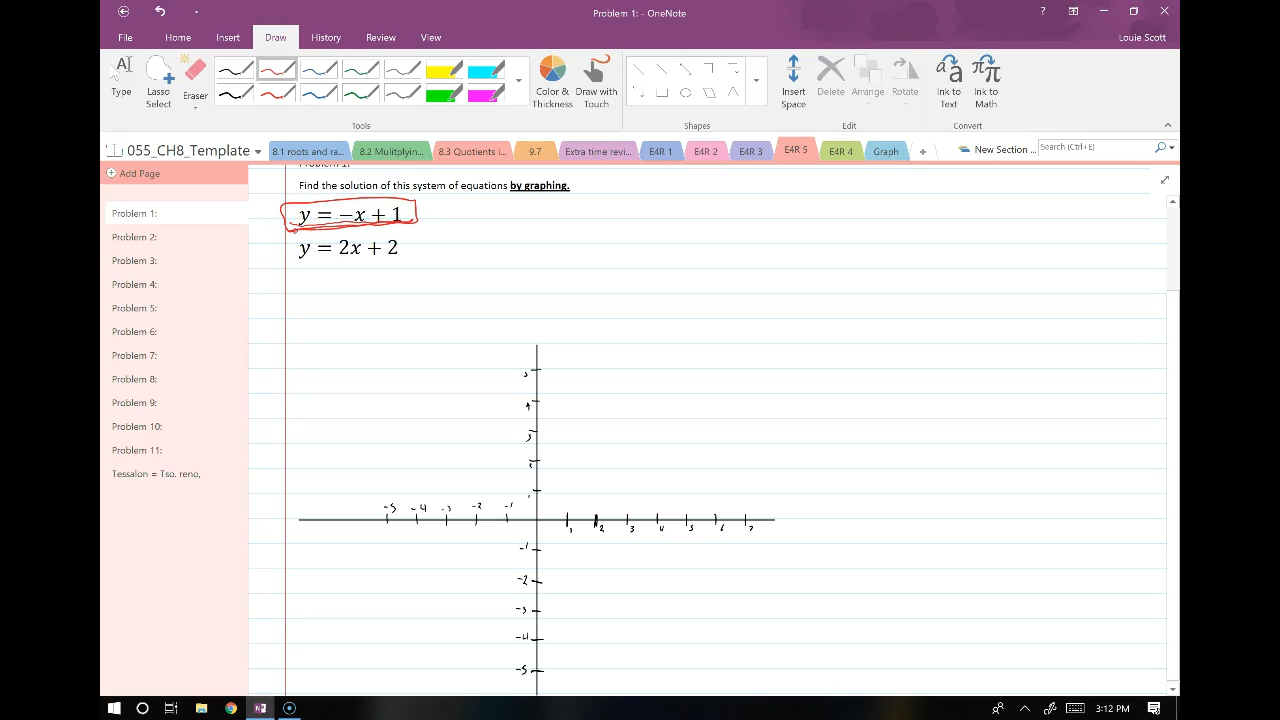 Problem 1: - OneNote
?
File Home Insert Draw History Review View
Louie Scott
Type
Lasso Select
Eraser
Color & Thickness
Draw with Touch
Insert Space
Delete
Arrange
Rotate
Ink to Text
Ink to Math
Tools
Shapes
Edit
Convert
055_CH8_Template
8.1 roots and ra...
8.2 Mulitplyin...
8.3 Quotients i...
9.7
Extra time revi...
E4R 1
E4R 2
E4R 3
E4R 5
E4R 4
Graph
New Section ...
Search (Ctrl+E)
Add Page
Problem 1:
Problem 2:
Problem 3:
Problem 4:
Problem 5:
Problem 6:
Problem 7:
Problem 8:
Problem 9:
Problem 10:
Problem 11:
Tessalon = Tso. reno,
Problem 1:
Find the solution of this system of equations by graphing.
y = −x + 1
y = 2x + 2
5
4
3
2
1
-5 -4 -3 -2 -1
1 2 3 4 5 6 7
-1
-2
-3
-4
-5
3:12 PM